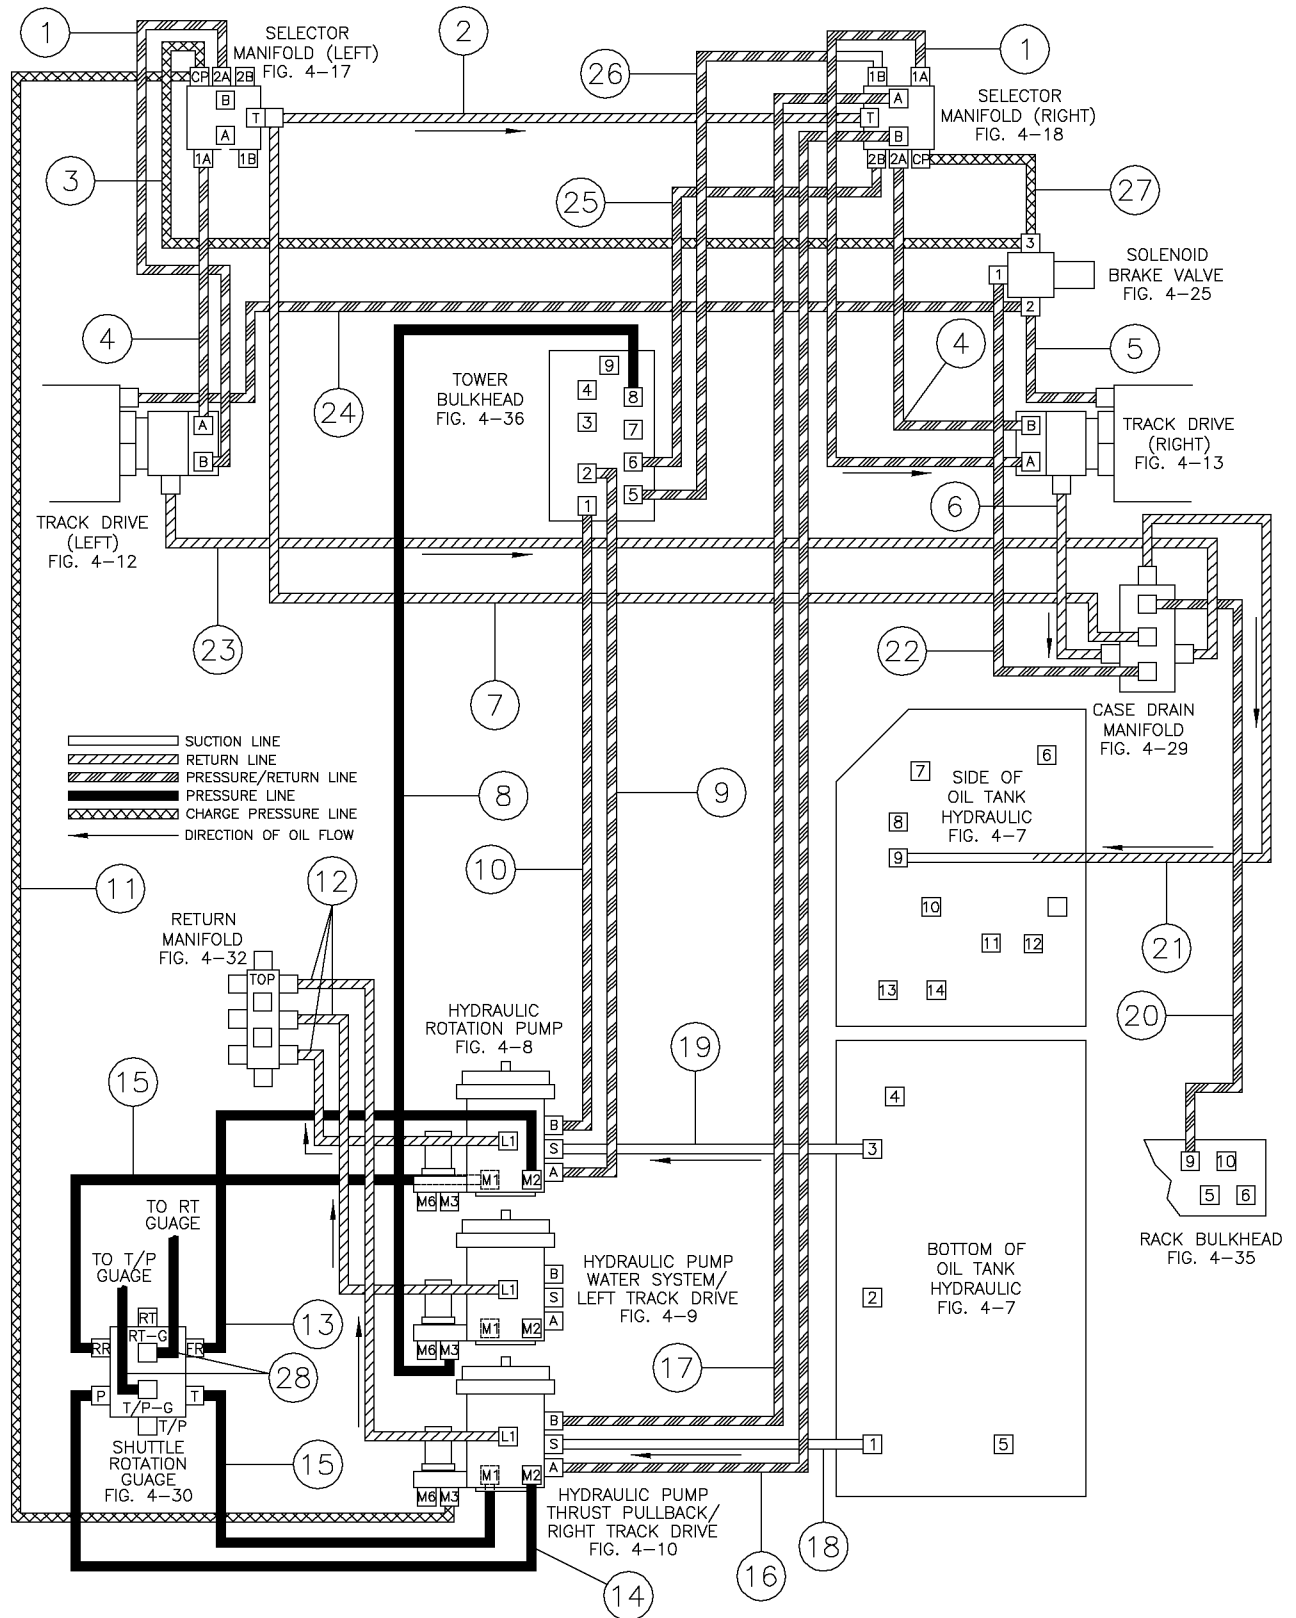 1
SELECTOR
MANIFOLD (LEFT)
FIG. 4-17
2
26
1
CP 2A 2B
B
A
T
1A 1B
1B 1A
A
T
B
2B 2A CP
SELECTOR
MANIFOLD (RIGHT)
FIG. 4-18
3
25
27
3
1
2
SOLENOID
BRAKE VALVE
FIG. 4-25
4
24
TOWER
BULKHEAD
FIG. 4-36
9
4
8
3
7
2
6
1
5
4
5
A
B
TRACK DRIVE
(LEFT)
FIG. 4-12
B
A
TRACK DRIVE
(RIGHT)
FIG. 4-13
6
23
7
22
CASE DRAIN
MANIFOLD
FIG. 4-29
SUCTION LINE
RETURN LINE
PRESSURE/RETURN LINE
PRESSURE LINE
CHARGE PRESSURE LINE
DIRECTION OF OIL FLOW
8
9
10
11
12
SIDE OF
OIL TANK
HYDRAULIC
FIG. 4-7
6
7
8
9
10
11
12
13
14
21
20
RETURN
MANIFOLD
FIG. 4-32
TOP
HYDRAULIC
ROTATION PUMP
FIG. 4-8
19
15
B
L1
S
A
M1 M2
M6 M3
4
3
2
1
5
BOTTOM OF
OIL TANK
HYDRAULIC
FIG. 4-7
9 10
5 6
RACK BULKHEAD
FIG. 4-35
TO RT
GUAGE
TO T/P
GUAGE
RT
RT-G
RR
FR
P
T
T/P-G
T/P
SHUTTLE
ROTATION
GUAGE
FIG. 4-30
13
28
15
B
L1
S
A
M1 M2
M6 M3
HYDRAULIC PUMP
WATER SYSTEM/
LEFT TRACK DRIVE
FIG. 4-9
17
B
L1
S
A
M1 M2
M6 M3
HYDRAULIC PUMP
THRUST PULLBACK/
RIGHT TRACK DRIVE
FIG. 4-10
18
16
14